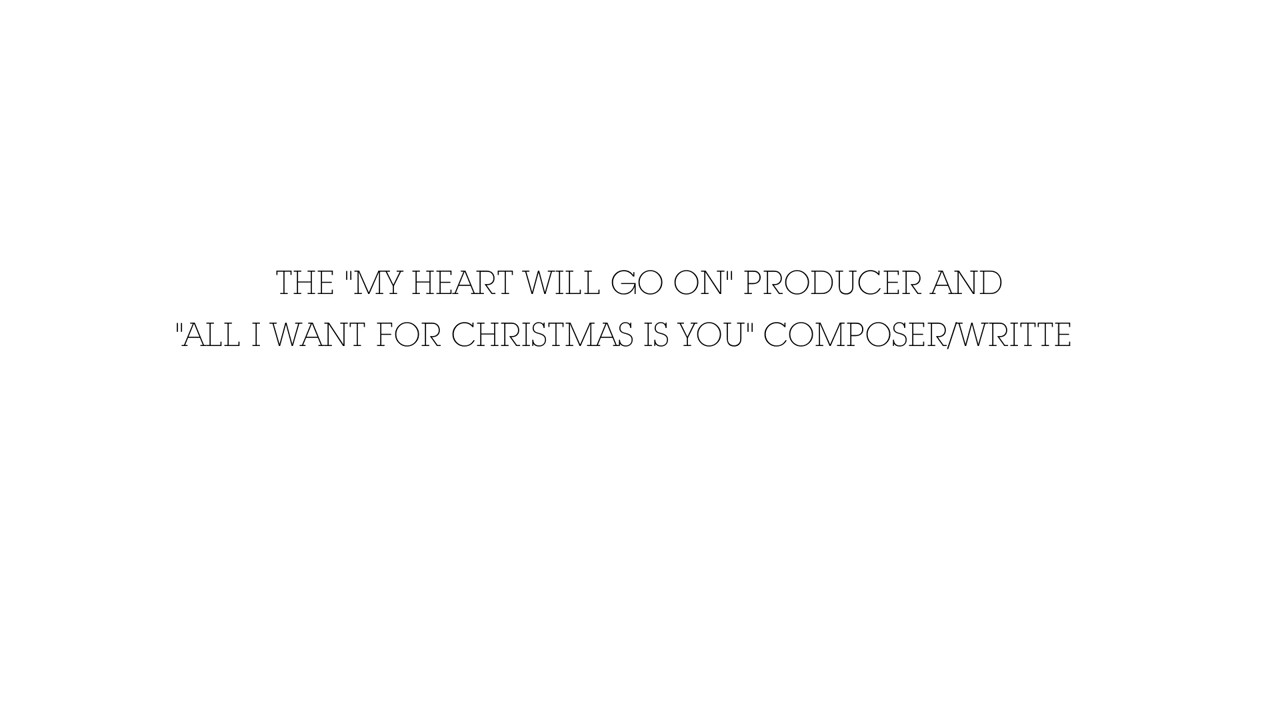 THE "MY HEART WILL GO ON" PRODUCER AND
"ALL I WANT FOR CHRISTMAS IS YOU" COMPOSER/WRITTE